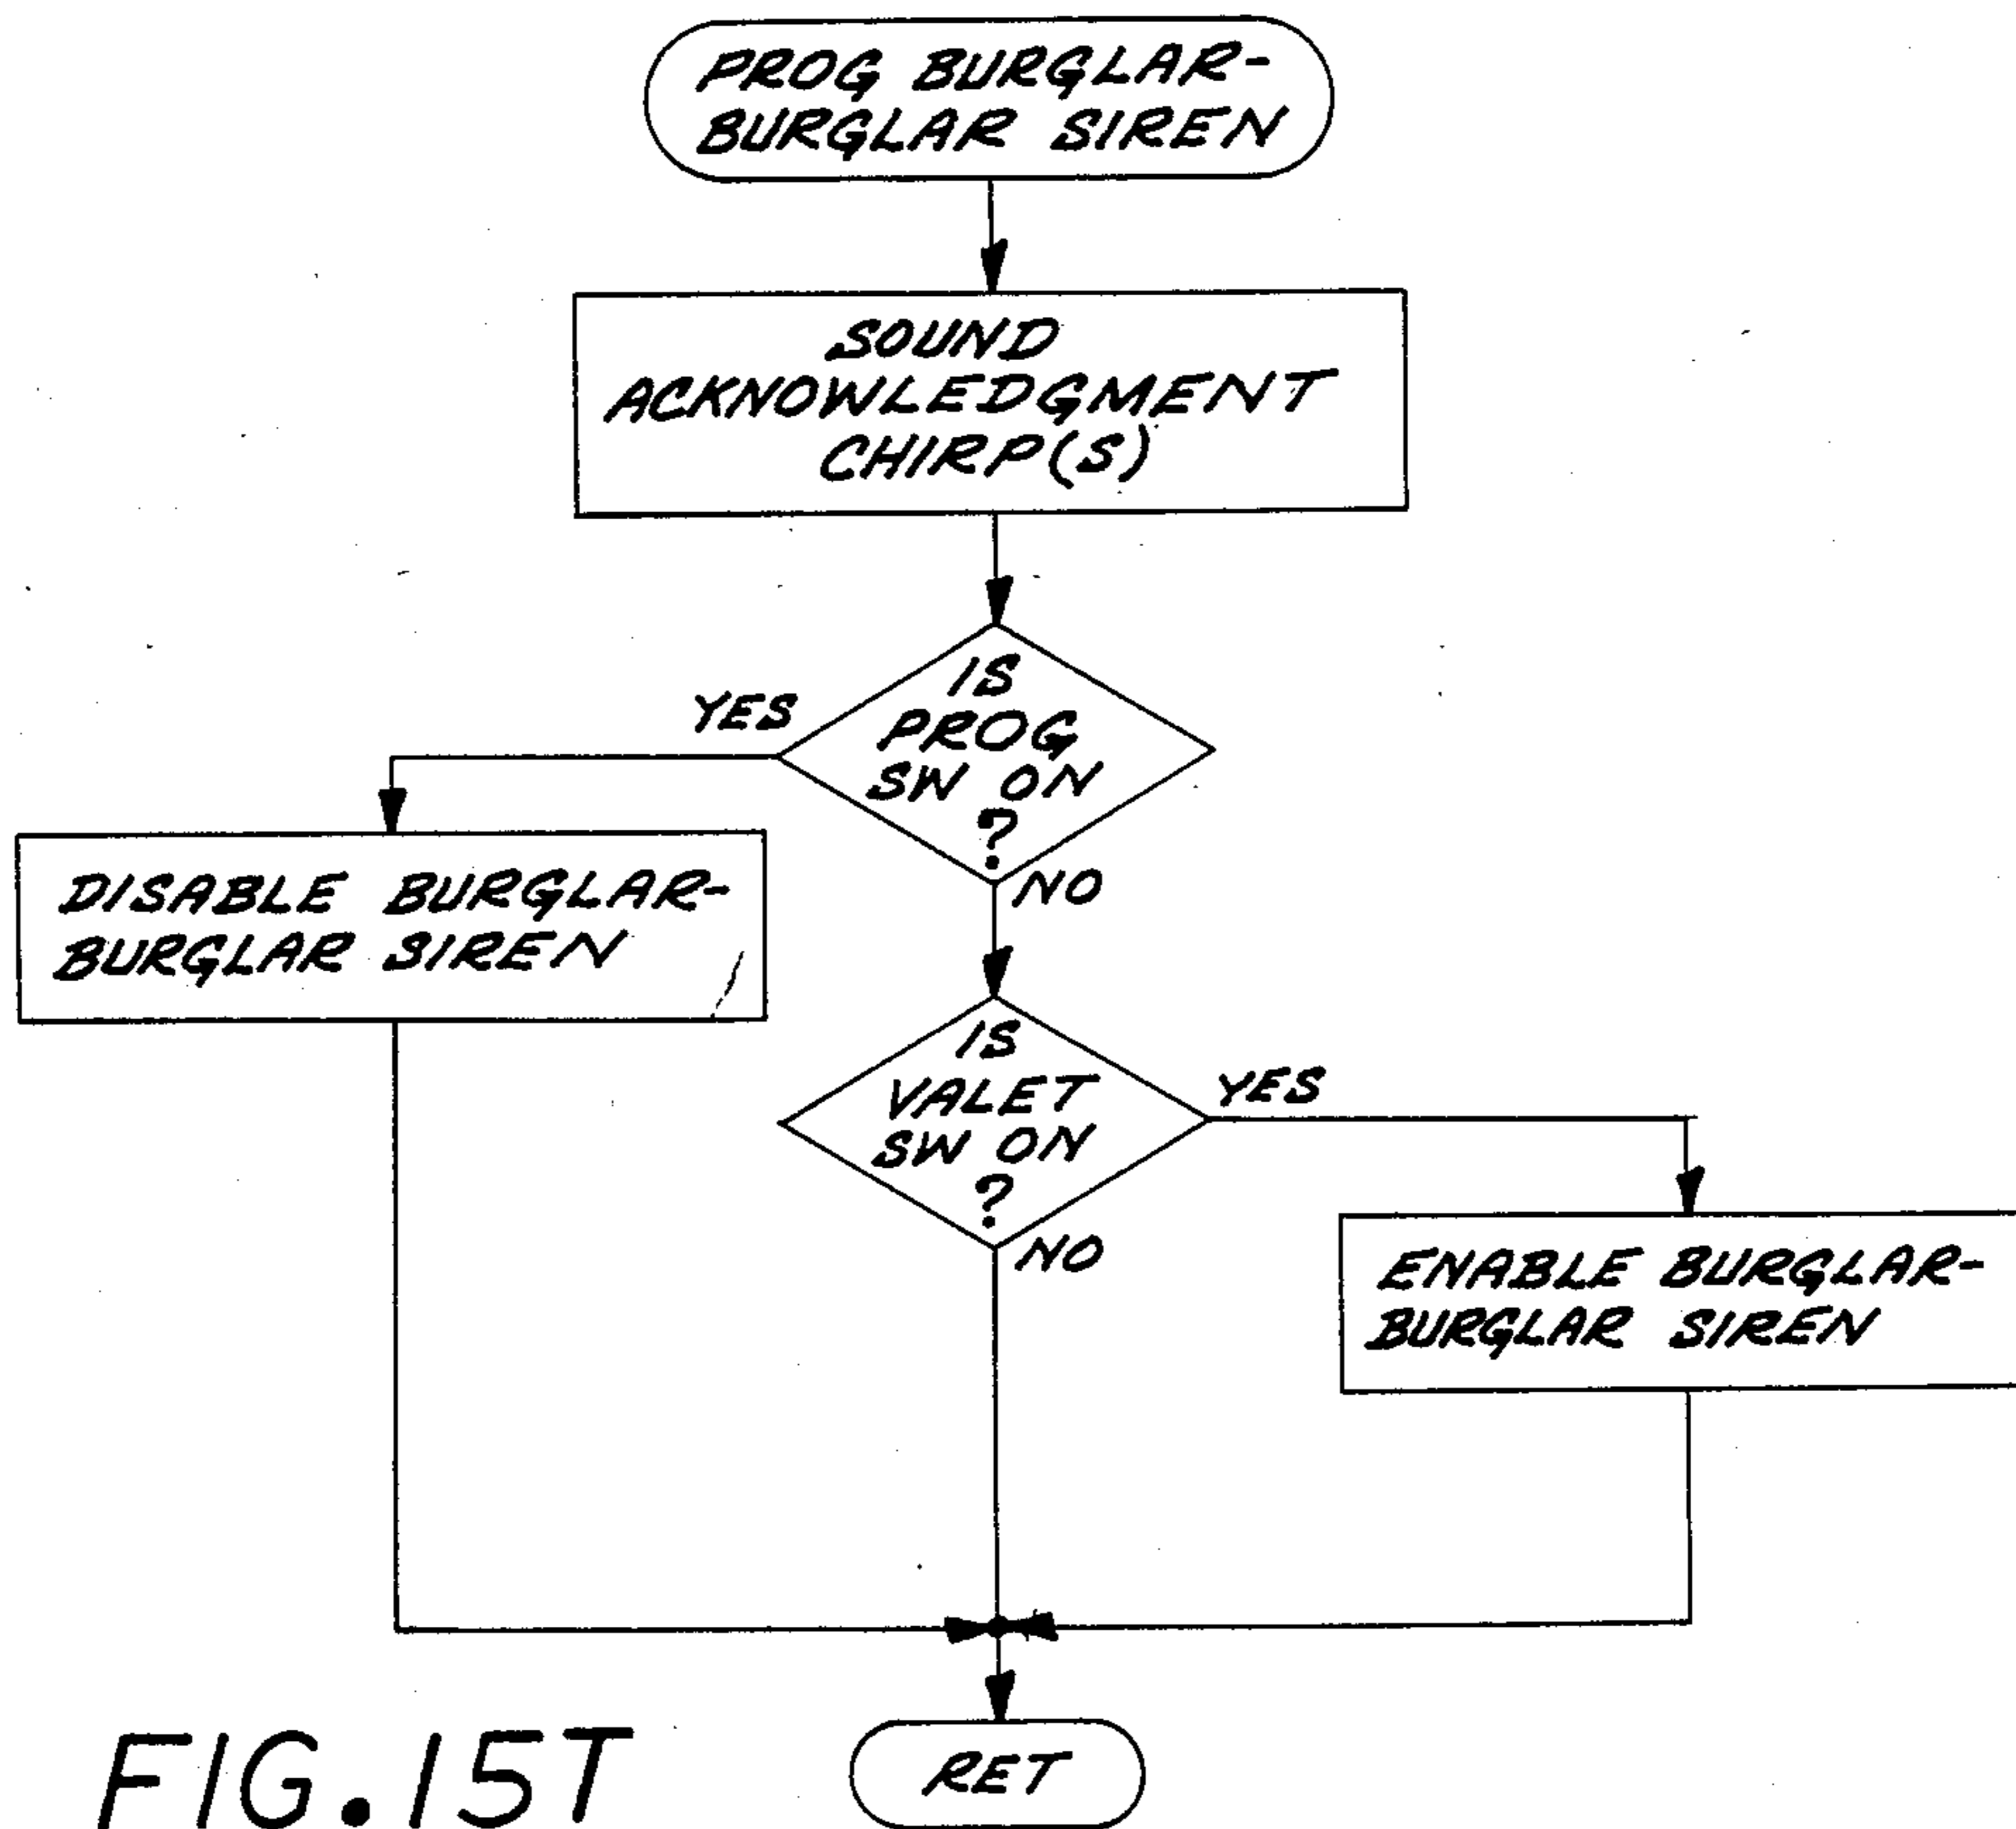 PROG BURGLAR-
BURGLAR SIREN
SOUND
ACKNOWLEDGMENT
CHIRP(S)
IS
PROG
SW ON
?
YES
NO
DISABLE BURGLAR-
BURGLAR SIREN
IS
VALET
SW ON
?
YES
NO
ENABLE BURGLAR-
BURGLAR SIREN
RET
FIG. 15T